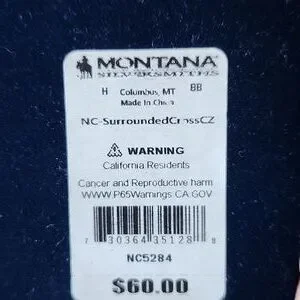 MONTANA
SILVERSMITHS
H Columbus, MT BB
Made In China
NC-SurroundedCrossCZ
⚠ WARNING
California Residents
Cancer and Reproductive harm
WWW.P65Warnings.CA.GOV
7 30364 35128 8
NC5284
$60.00